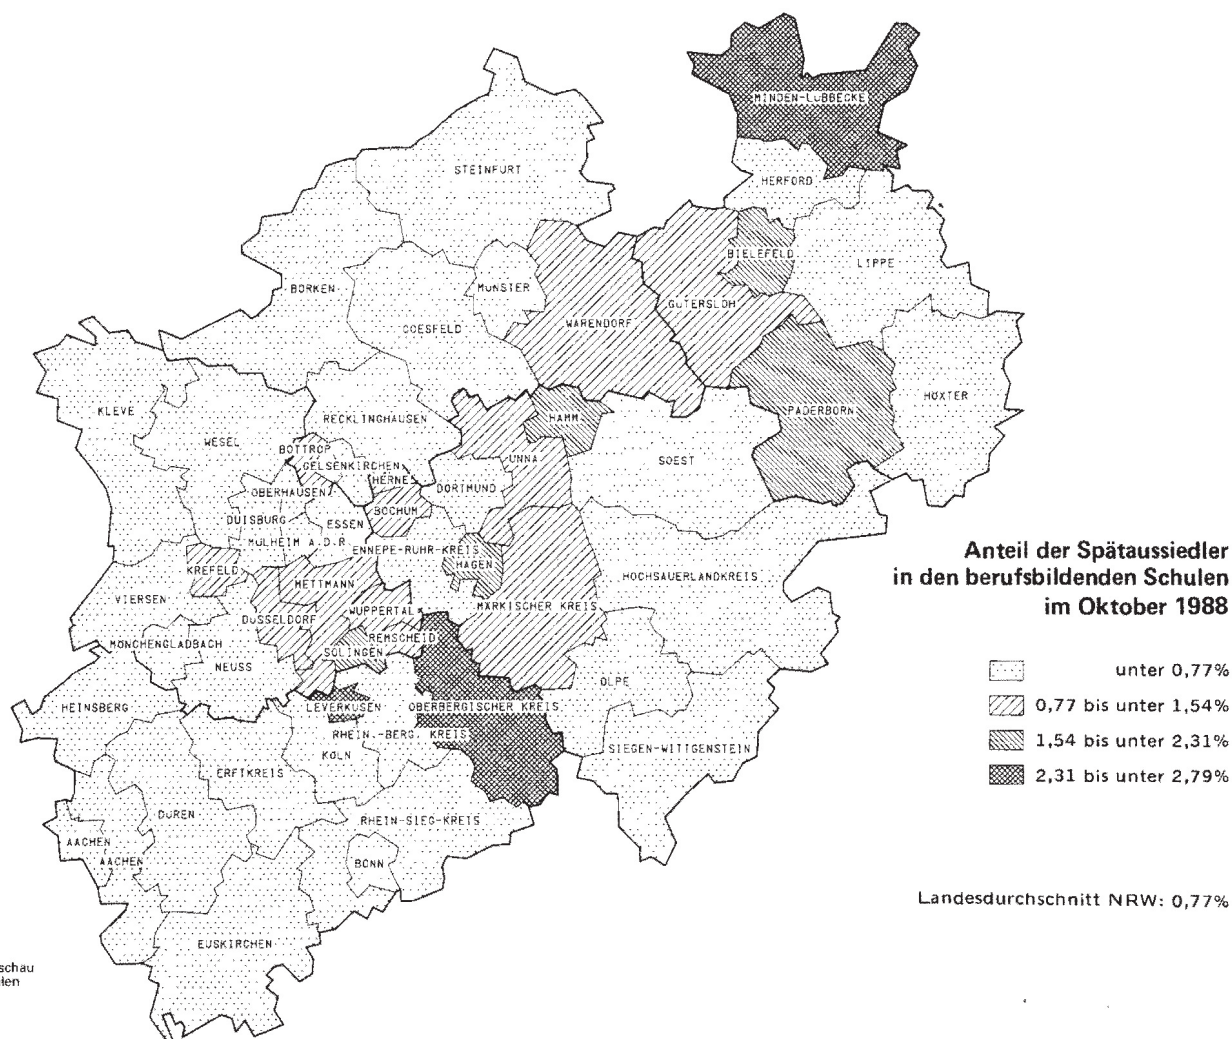 MINDEN-LÜBBECKE
STEINFURT
HERFORD
BIELEFELD
LIPPE
BORKEN
MÜNSTER
GÜTERSLOH
COESFELD
WARENDORF
HÖXTER
KLEVE
PADERBORN
RECKLINGHAUSEN
HAMM
WESEL
BOTTROP
UNNA
SOEST
GELSENKIRCHEN
HERNE
DORTMUND
OBERHAUSEN
BOCHUM
DUISBURG
ESSEN
MÜLHEIM A.D.R
ENNEPE-RUHR-KREIS
HAGEN
KREFELD
HOCHSAUERLANDKREIS
METTMANN
VIERSEN
WUPPERTAL
MÄRKISCHER KREIS
DÜSSELDORF
REMSCHEID
MÖNCHENGLADBACH
SOLINGEN
NEUSS
OLPE
HEINSBERG
LEVERKUSEN
OBERBERGISCHER KREIS
RHEIN.-BERG. KREIS
SIEGEN-WITTGENSTEIN
KÖLN
ERFTKREIS
DÜREN
RHEIN-SIEG-KREIS
AACHEN
AACHEN
BONN
EUSKIRCHEN
Anteil der Spätaussiedler
in den berufsbildenden Schulen
im Oktober 1988
unter 0,77%
0,77 bis unter 1,54%
1,54 bis unter 2,31%
2,31 bis unter 2,79%
Landesdurchschnitt NRW: 0,77%
schau
len